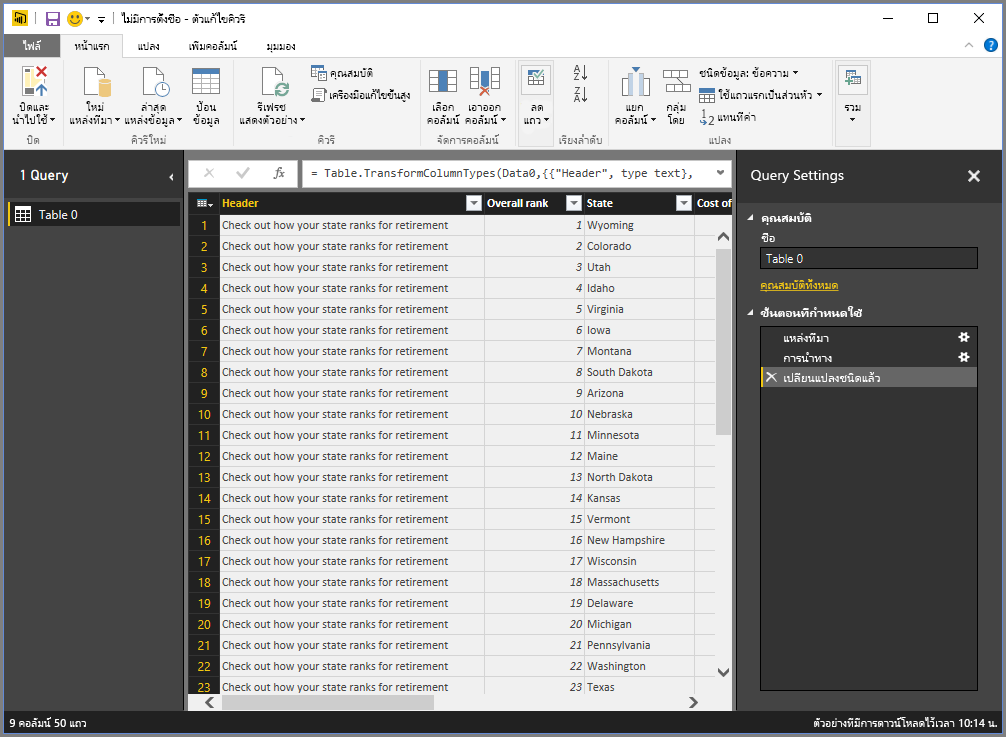 ไม่มีการตั้งชื่อ - ตัวแก้ไขคิวรี
ไฟล์ หน้าแรก แปลง เพิ่มคอลัมน์ มุมมอง
ปิดและ
นำไปใช้
ปิด
ใหม่
แหล่งที่มา
ล่าสุด
แหล่งข้อมูล
ป้อน
ข้อมูล
คิวรีใหม่
รีเฟรช
แสดงตัวอย่าง
คุณสมบัติ
เครื่องมือแก้ไขขั้นสูง
คิวรี
เลือก
คอลัมน์
เอาออก
คอลัมน์
จัดการคอลัมน์
ลด
แถว
เรียงลำดับ
แยก
คอลัมน์
กลุ่ม
โดย
ชนิดข้อมูล: ข้อความ
ใช้แถวแรกเป็นส่วนหัว
แทนที่ค่า
แปลง
รวม
1 Query
Table 0
= Table.TransformColumnTypes(Data0,{{"Header", type text},
Header Overall rank State Cost of
1 Check out how your state ranks for retirement 1 Wyoming
2 Check out how your state ranks for retirement 2 Colorado
3 Check out how your state ranks for retirement 3 Utah
4 Check out how your state ranks for retirement 4 Idaho
5 Check out how your state ranks for retirement 5 Virginia
6 Check out how your state ranks for retirement 6 Iowa
7 Check out how your state ranks for retirement 7 Montana
8 Check out how your state ranks for retirement 8 South Dakota
9 Check out how your state ranks for retirement 9 Arizona
10 Check out how your state ranks for retirement 10 Nebraska
11 Check out how your state ranks for retirement 11 Minnesota
12 Check out how your state ranks for retirement 12 Maine
13 Check out how your state ranks for retirement 13 North Dakota
14 Check out how your state ranks for retirement 14 Kansas
15 Check out how your state ranks for retirement 15 Vermont
16 Check out how your state ranks for retirement 16 New Hampshire
17 Check out how your state ranks for retirement 17 Wisconsin
18 Check out how your state ranks for retirement 18 Massachusetts
19 Check out how your state ranks for retirement 19 Delaware
20 Check out how your state ranks for retirement 20 Michigan
21 Check out how your state ranks for retirement 21 Pennsylvania
22 Check out how your state ranks for retirement 22 Washington
23 Check out how your state ranks for retirement 23 Texas
Query Settings
คุณสมบัติ
ชื่อ
Table 0
คุณสมบัติทั้งหมด
ขั้นตอนที่กำหนดใช้
แหล่งที่มา
การนำทาง
เปลี่ยนแปลงชนิดแล้ว
9 คอลัมน์ 50 แถว
ตัวอย่างที่มีการดาวน์โหลดไว้เวลา 10:14 น.